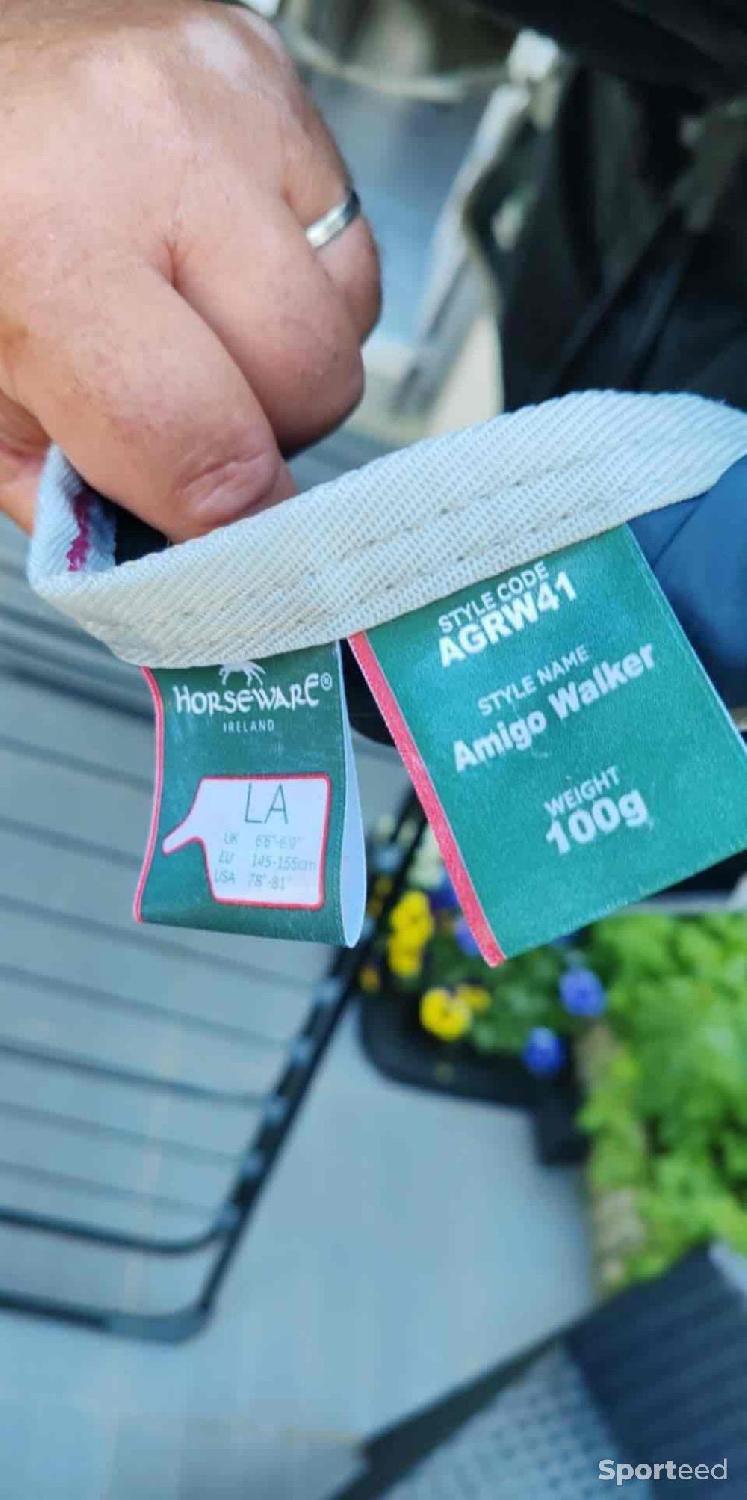 HORSEWARE®
IRELAND
LA
UK 6'6"-6'9"
EU 145-155cm
USA 78"-81"
STYLE CODE
AGRW41
STYLE NAME
Amigo Walker
WEIGHT
100g
Sporteed